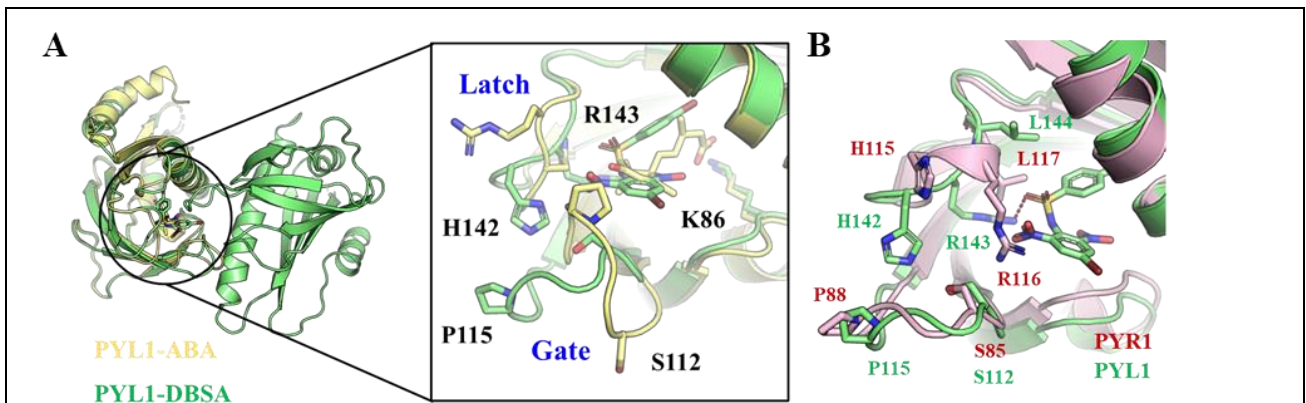 A
Latch
R143
H142
K86
P115
Gate
S112
PYL1-ABA
PYL1-DBSA
B
L144
H115
L117
H142
R143
R116
P88
S85
P115
S112
PYR1
PYL1